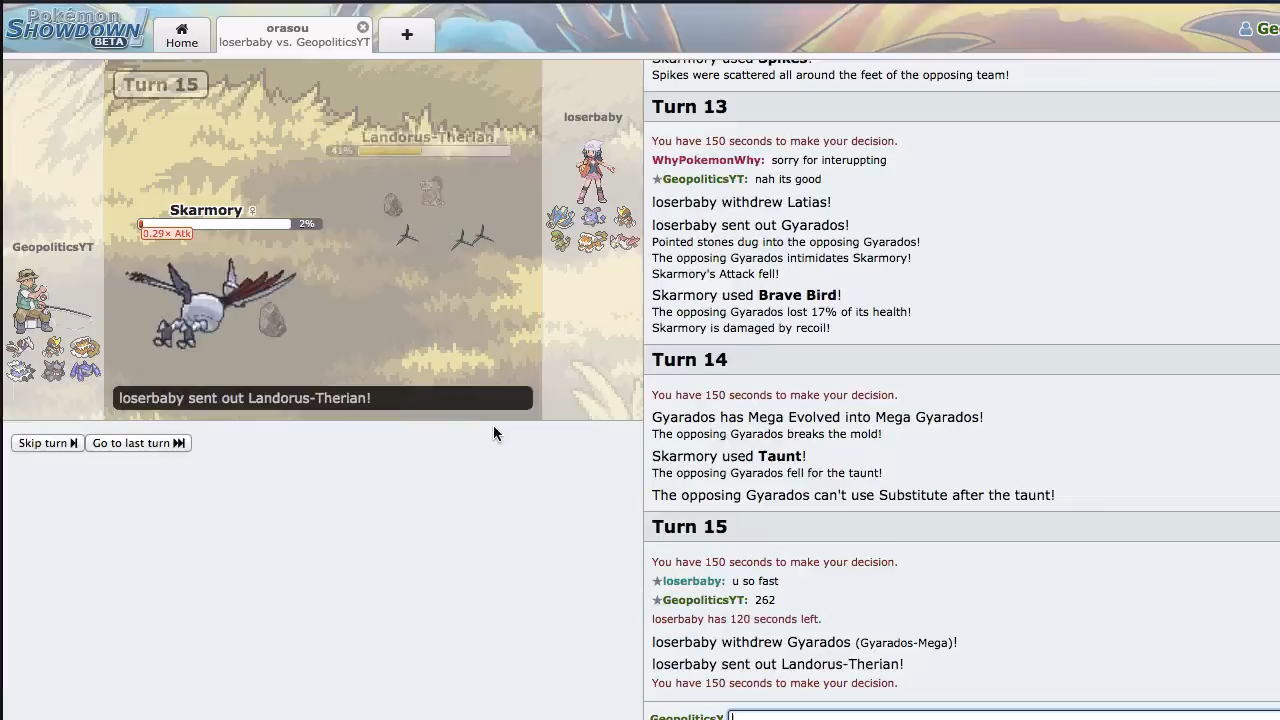 Pokémon
SHOWDOWN
BETA
Home
orasou
loserbaby vs. GeopoliticsYT
Turn 15
loserbaby
Landorus-Therian
41%
Skarmory ♀
2%
0.29× Atk
GeopoliticsYT
loserbaby sent out Landorus-Therian!
Skip turn
Go to last turn
Skarmory used Spikes!
Spikes were scattered all around the feet of the opposing team!
Turn 13
You have 150 seconds to make your decision.
WhyPokemonWhy: sorry for interuppting
★GeopoliticsYT: nah its good
loserbaby withdrew Latias!
loserbaby sent out Gyarados!
Pointed stones dug into the opposing Gyarados!
The opposing Gyarados intimidates Skarmory!
Skarmory's Attack fell!
Skarmory used Brave Bird!
The opposing Gyarados lost 17% of its health!
Skarmory is damaged by recoil!
Turn 14
You have 150 seconds to make your decision.
Gyarados has Mega Evolved into Mega Gyarados!
The opposing Gyarados breaks the mold!
Skarmory used Taunt!
The opposing Gyarados fell for the taunt!
The opposing Gyarados can't use Substitute after the taunt!
Turn 15
You have 150 seconds to make your decision.
★loserbaby: u so fast
★GeopoliticsYT: 262
loserbaby has 120 seconds left.
loserbaby withdrew Gyarados (Gyarados-Mega)!
loserbaby sent out Landorus-Therian!
You have 150 seconds to make your decision.
GeopoliticsY
Ge